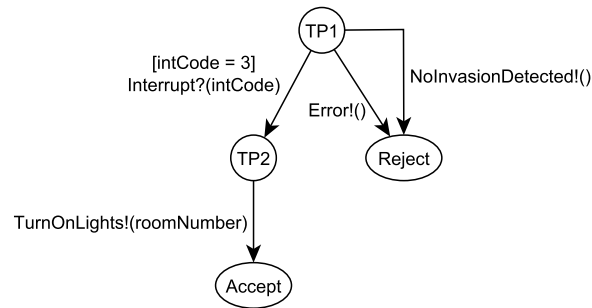 TP1
[intCode = 3]
Interrupt?(intCode)
NoInvasionDetected!()
Error!()
TP2
Reject
TurnOnLights!(roomNumber)
Accept